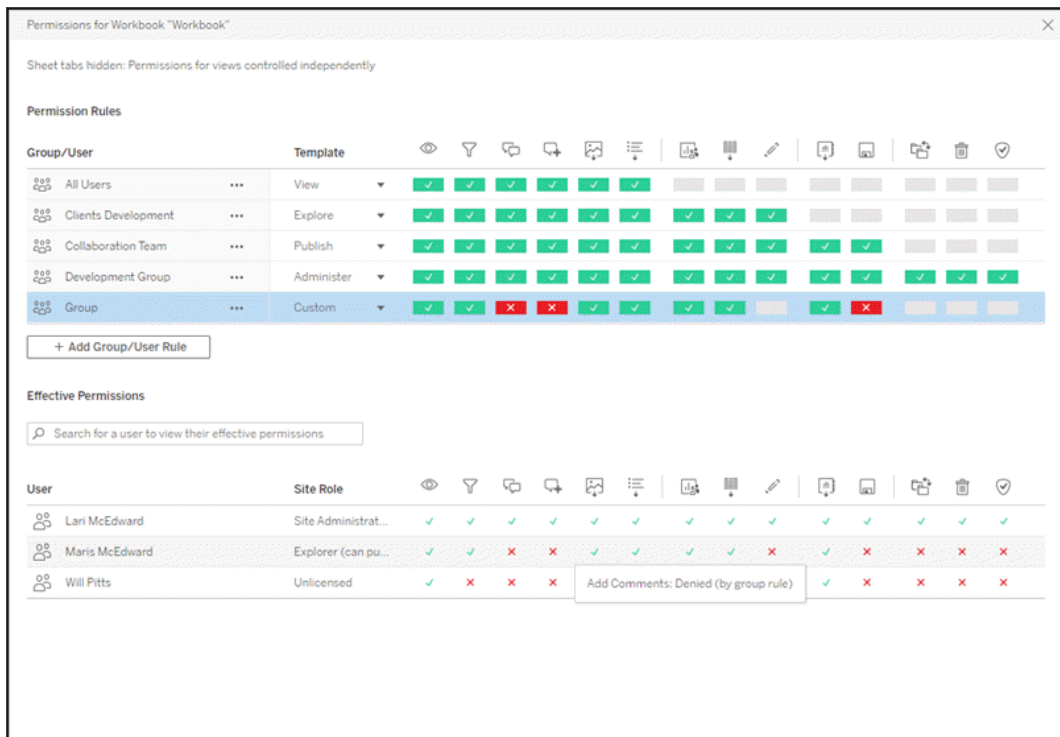 Permissions for Workbook "Workbook"
Sheet tabs hidden: Permissions for views controlled independently
Permission Rules
Group/User Template
All Users ••• View
Clients Development ••• Explore
Collaboration Team ••• Publish
Development Group ••• Administer
Group ••• Custom
+ Add Group/User Rule
Effective Permissions
Search for a user to view their effective permissions
User Site Role
Lari McEdward Site Administrat...
Maris McEdward Explorer (can pu...
Will Pitts Unlicensed
Add Comments: Denied (by group rule)